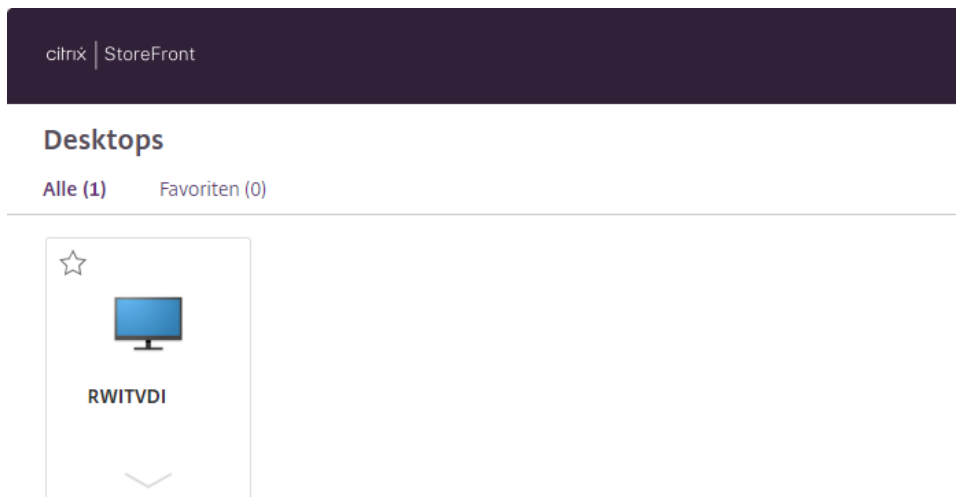 citrix | StoreFront
Desktops
Alle (1) Favoriten (0)
RWITVDI